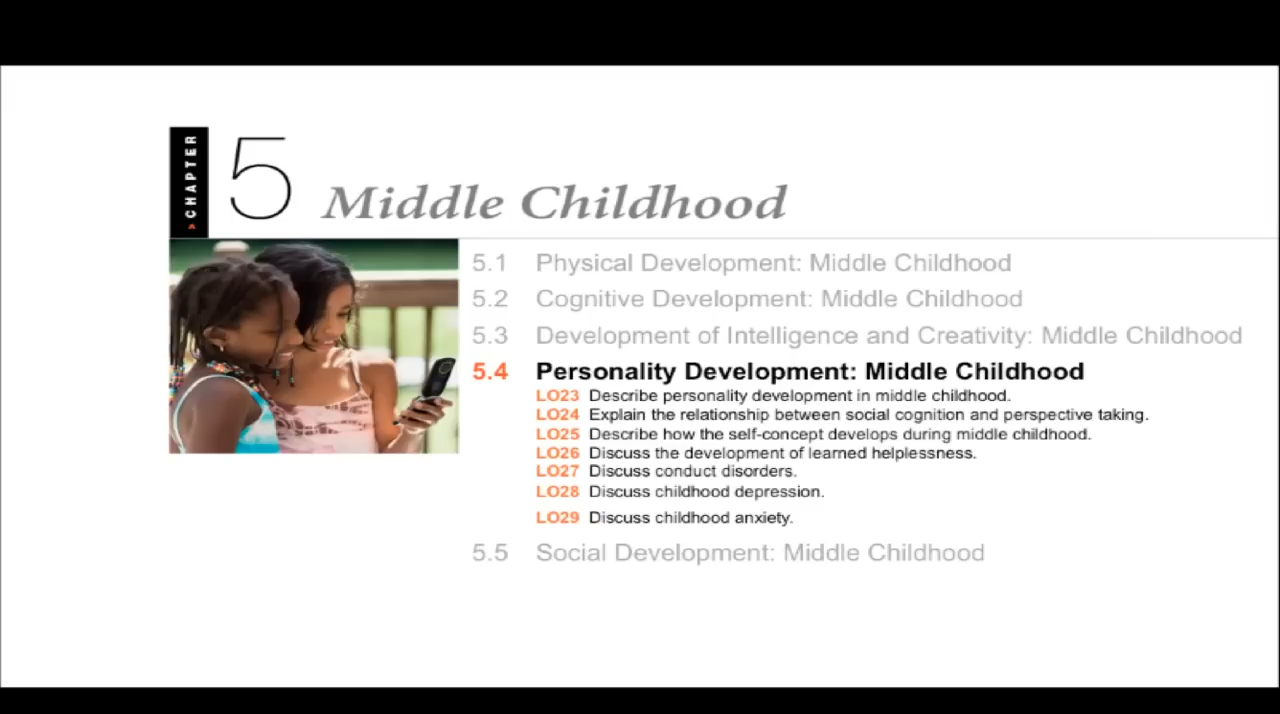 CHAPTER
5
Middle Childhood
5.1 Physical Development: Middle Childhood
5.2 Cognitive Development: Middle Childhood
5.3 Development of Intelligence and Creativity: Middle Childhood
5.4 Personality Development: Middle Childhood
LO23 Describe personality development in middle childhood.
LO24 Explain the relationship between social cognition and perspective taking.
LO25 Describe how the self-concept develops during middle childhood.
LO26 Discuss the development of learned helplessness.
LO27 Discuss conduct disorders.
LO28 Discuss childhood depression.
LO29 Discuss childhood anxiety.
5.5 Social Development: Middle Childhood